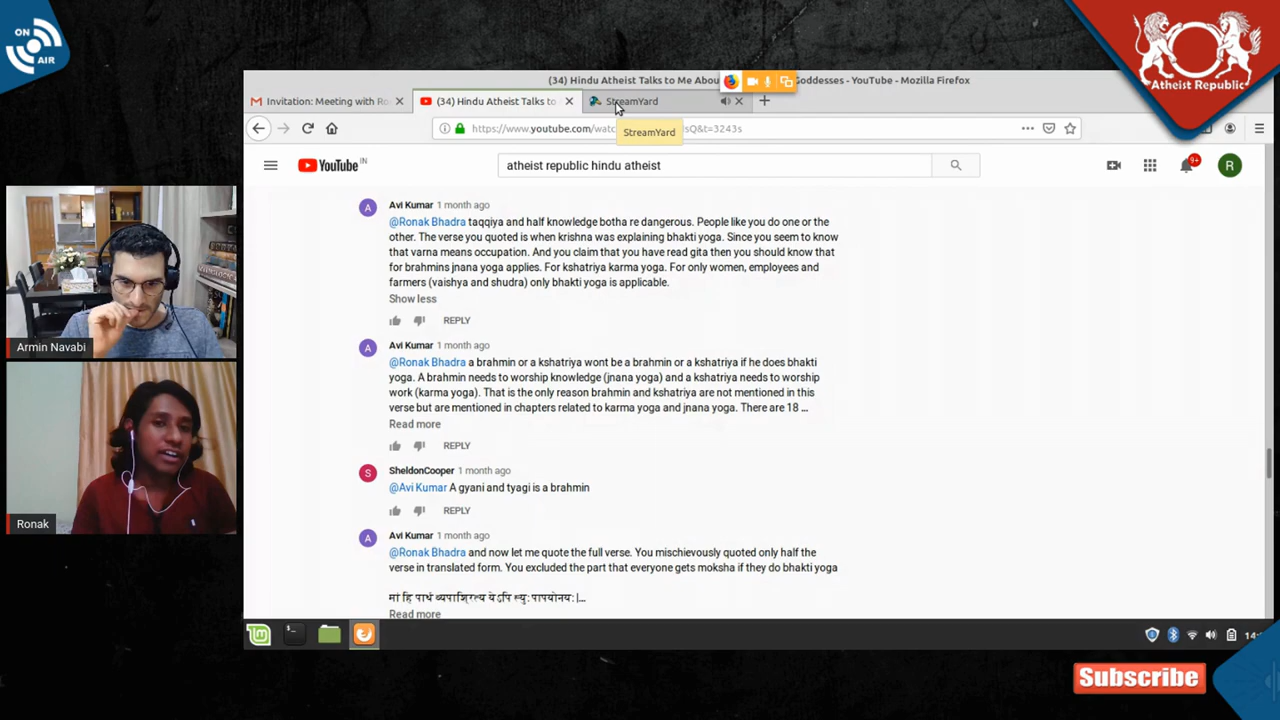 ON
AIR
Atheist Republic
(34) Hindu Atheist Talks to Me Abou
Goddesses - YouTube - Mozilla Firefox
Invitation: Meeting with Ro
(34) Hindu Atheist Talks to
StreamYard
https://www.youtube.com/watc
sQ&t=3243s
StreamYard
YouTube IN
atheist republic hindu atheist
9+
R
A
Avi Kumar 1 month ago
@Ronak Bhadra taqqiya and half knowledge botha re dangerous. People like you do one or the
other. The verse you quoted is when krishna was explaining bhakti yoga. Since you seem to know
that varna means occupation. And you claim that you have read gita then you should know that
for brahmins jnana yoga applies. For kshatriya karma yoga. For only women, employees and
farmers (vaishya and shudra) only bhakti yoga is applicable.
Show less
REPLY
A
Avi Kumar 1 month ago
@Ronak Bhadra a brahmin or a kshatriya wont be a brahmin or a kshatriya if he does bhakti
yoga. A brahmin needs to worship knowledge (jnana yoga) and a kshatriya needs to worship
work (karma yoga). That is the only reason brahmin and kshatriya are not mentioned in this
verse but are mentioned in chapters related to karma yoga and jnana yoga. There are 18 ...
Read more
REPLY
S
SheldonCooper 1 month ago
@Avi Kumar A gyani and tyagi is a brahmin
REPLY
A
Avi Kumar 1 month ago
@Ronak Bhadra and now let me quote the full verse. You mischievously quoted only half the
verse in translated form. You excluded the part that everyone gets moksha if they do bhakti yoga
मां हि पार्थ व्यपाश्रित्य येऽपि स्युः पापयोनयः |...
Read more
Armin Navabi
Ronak
14:
Subscribe